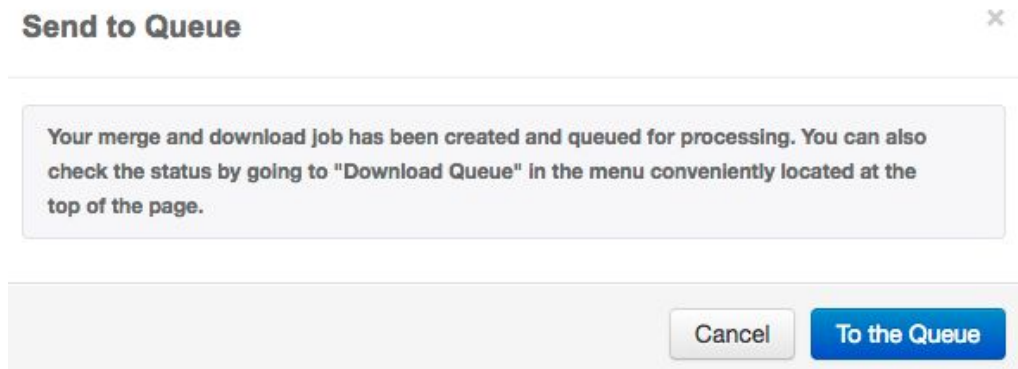 Send to Queue
×
Your merge and download job has been created and queued for processing. You can also
check the status by going to "Download Queue" in the menu conveniently located at the
top of the page.
Cancel
To the Queue